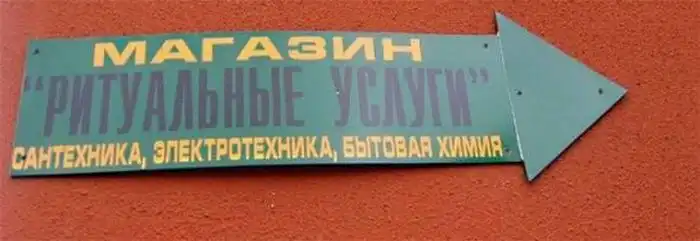 МАГАЗИН
"РИТУАЛЬНЫЕ УСЛУГИ"
САНТЕХНИКА, ЭЛЕКТРОТЕХНИКА, БЫТОВАЯ ХИМИЯ